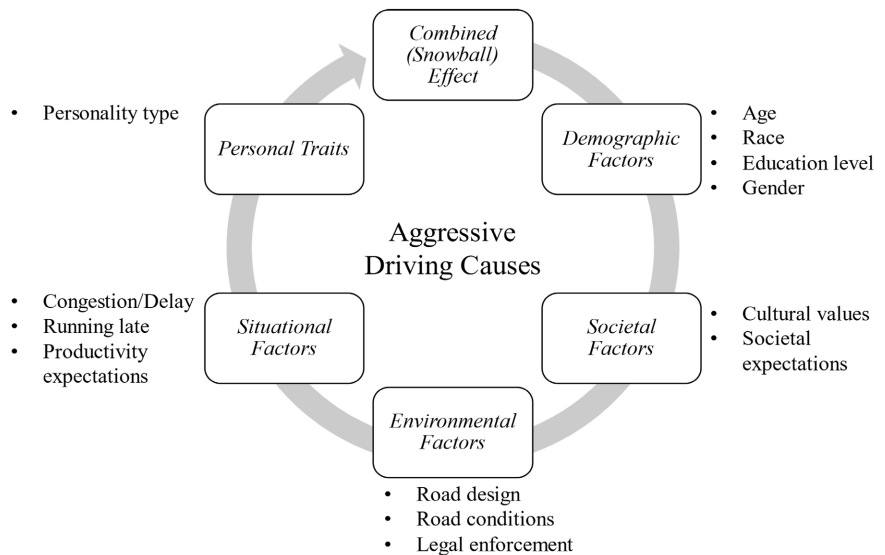 Combined
(Snowball)
Effect
• Personality type
Personal Traits
Demographic
Factors
• Age
• Race
• Education level
• Gender
Aggressive
Driving Causes
• Congestion/Delay
• Running late
• Productivity
expectations
Situational
Factors
Societal
Factors
• Cultural values
• Societal
expectations
Environmental
Factors
• Road design
• Road conditions
• Legal enforcement